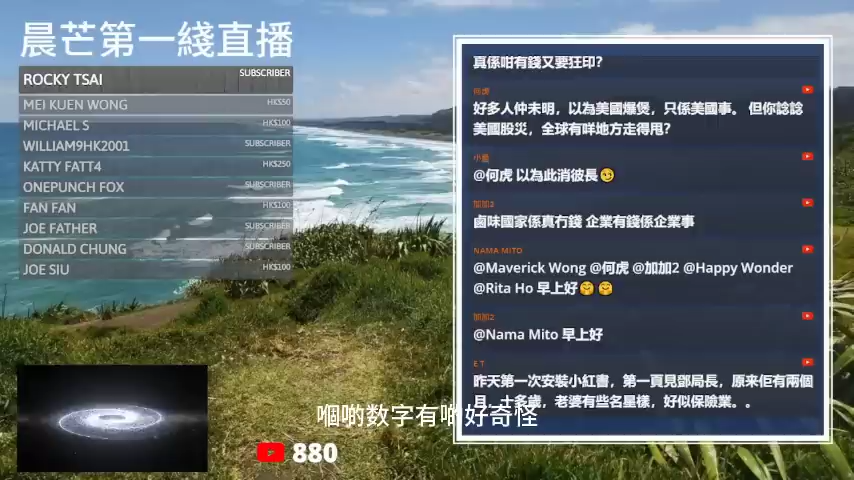 晨芒第一綫直播
ROCKY TSAI SUBSCRIBER
MEI KUEN WONG HK$50
MICHAEL S HK$100
WILLIAM9HK2001 SUBSCRIBER
KATTY FATT4 HK$250
ONEPUNCH FOX SUBSCRIBER
FAN FAN HK$100
JOE FATHER SUBSCRIBER
DONALD CHUNG SUBSCRIBER
JOE SIU HK$100
真係咁有錢又要狂印?
何虎
好多人仲未明，以為美國爆煲，只係美國事。 但你諗諗
美國股災，全球有咩地方走得甩?
@何虎 以為此消彼長
加加2
鹵味國家係真冇錢 企業有錢係企業事
NAMA MITO
@Maverick Wong @何虎 @加加2 @Happy Wonder
@Rita Ho 早上好
加加2
@Nama Mito 早上好
E T
昨天第一次安裝小紅書，第一頁見鄧局長，原来佢有兩個
十多歲，老婆有些名星樣，好似保險業。。
嗰啲数字有啲好奇怪
880